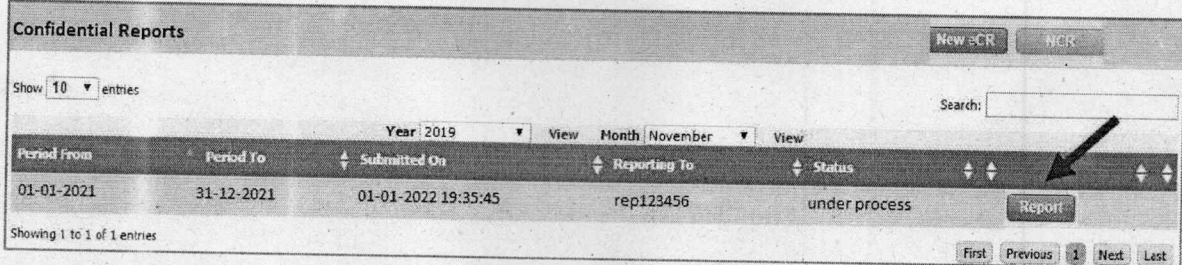 Confidential Reports
New eCR NCR
Show 10 entries
Search:
Year 2019 View Month November View
Period From Period To Submitted On Reporting To Status
01-01-2021 31-12-2021 01-01-2022 19:35:45 rep123456 under process Report
Showing 1 to 1 of 1 entries
First Previous 1 Next Last